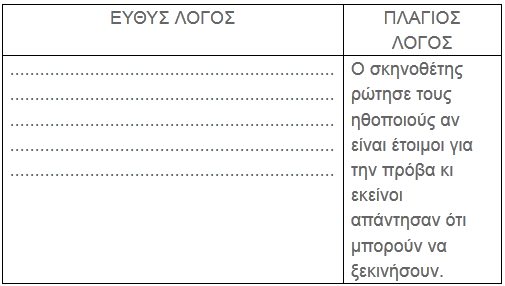 ΕΥΘΥΣ ΛΟΓΟΣ
ΠΛΑΓΙΟΣ
ΛΟΓΟΣ
……………………………………………………
……………………………………………………
……………………………………………………
……………………………………………………
……………………………………………………
Ο σκηνοθέτης
ρώτησε τους
ηθοποιούς αν
είναι έτοιμοι για
την πρόβα κι
εκείνοι
απάντησαν ότι
μπορούν να
ξεκινήσουν.